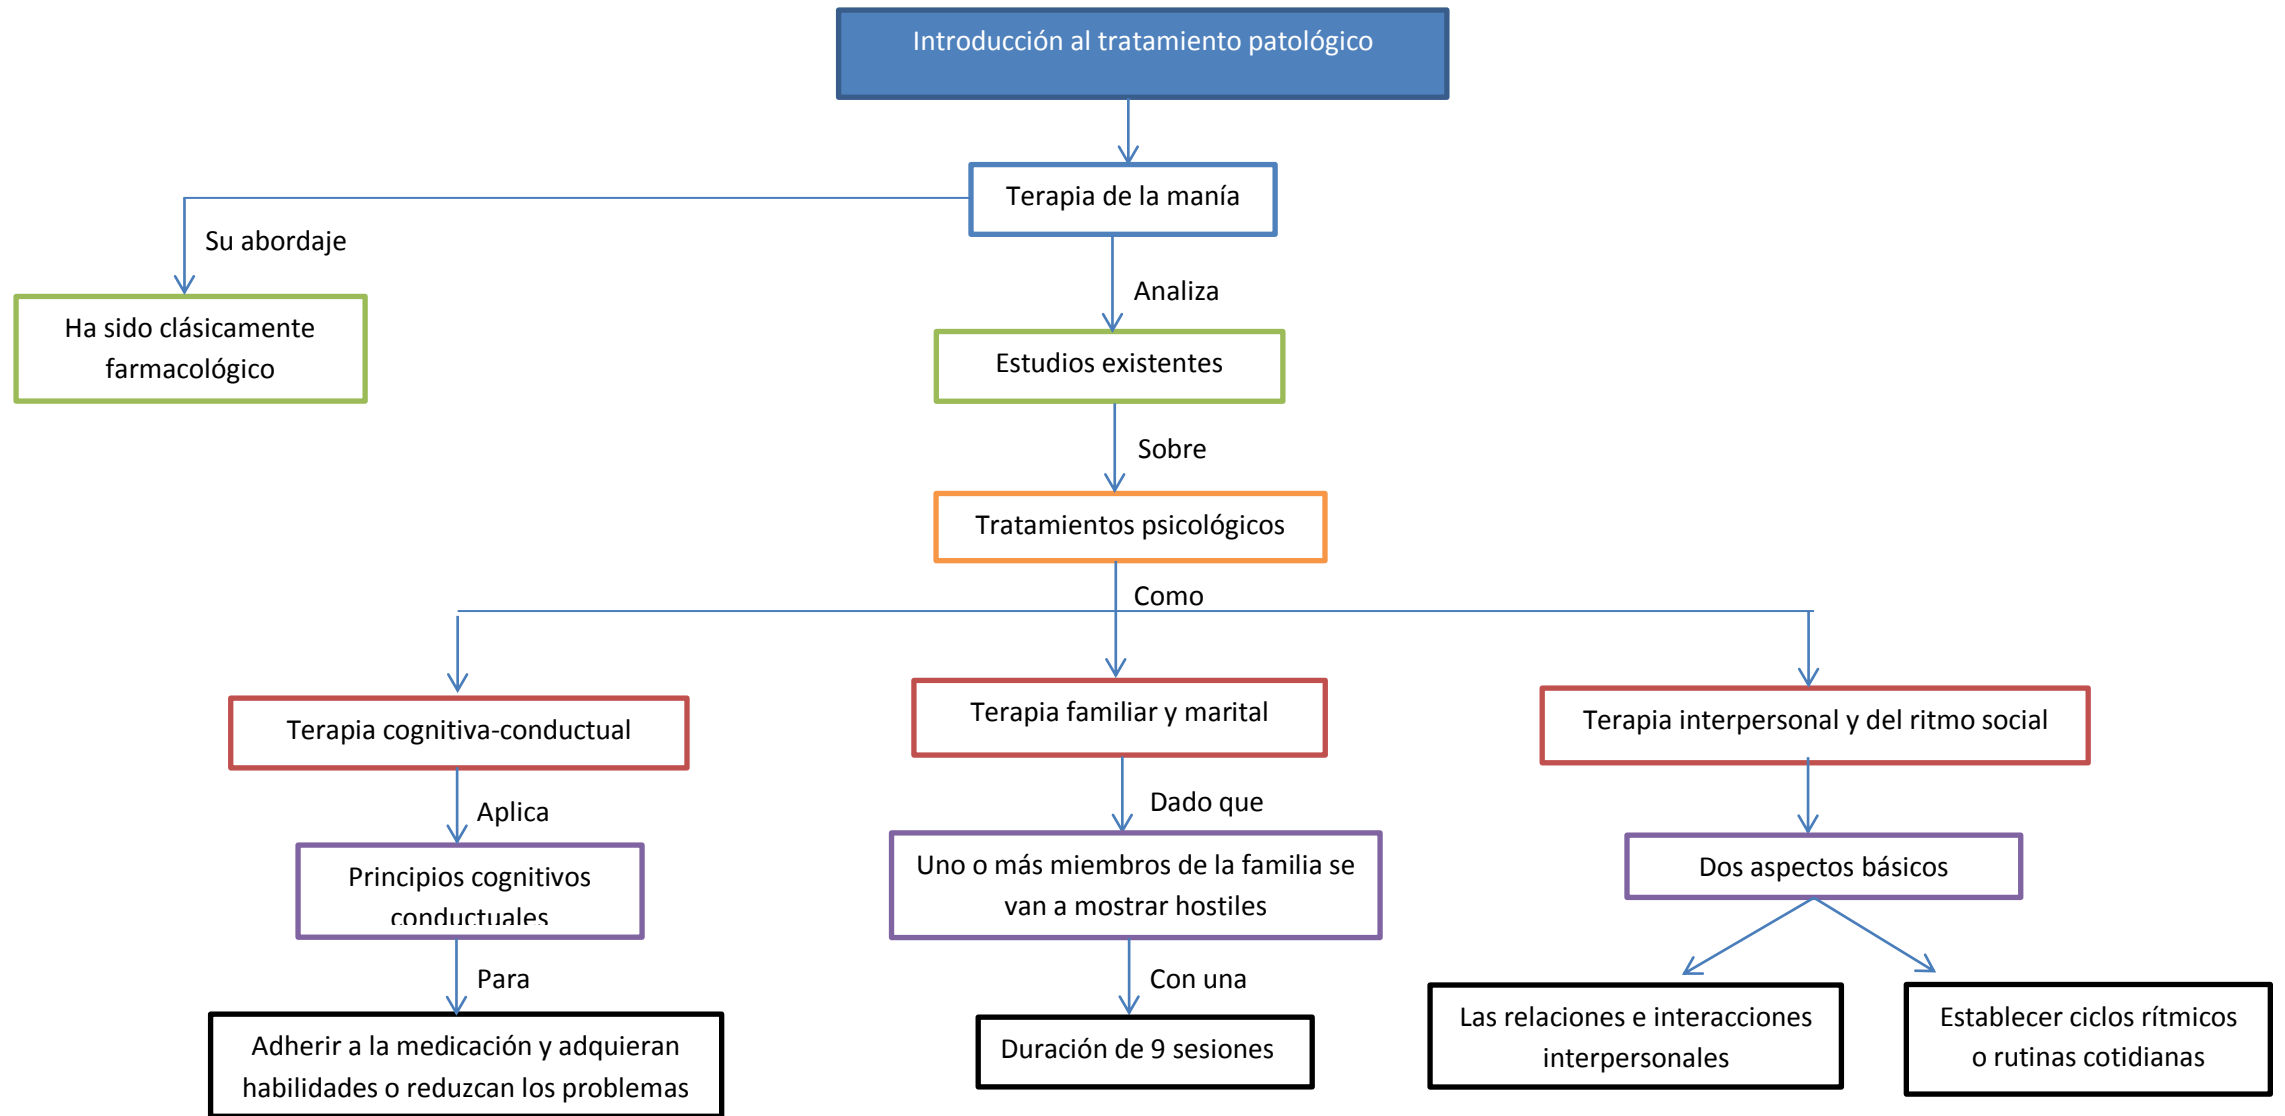 Introducción al tratamiento patológico
Terapia de la manía
Su abordaje
Analiza
Ha sido clásicamente
farmacológico
Estudios existentes
Sobre
Tratamientos psicológicos
Como
Terapia cognitiva-conductual
Terapia familiar y marital
Terapia interpersonal y del ritmo social
Aplica
Dado que
Principios cognitivos
conductuales
Uno o más miembros de la familia se
van a mostrar hostiles
Dos aspectos básicos
Para
Con una
Adherir a la medicación y adquieran
habilidades o reduzcan los problemas
Duración de 9 sesiones
Las relaciones e interacciones
interpersonales
Establecer ciclos rítmicos
o rutinas cotidianas